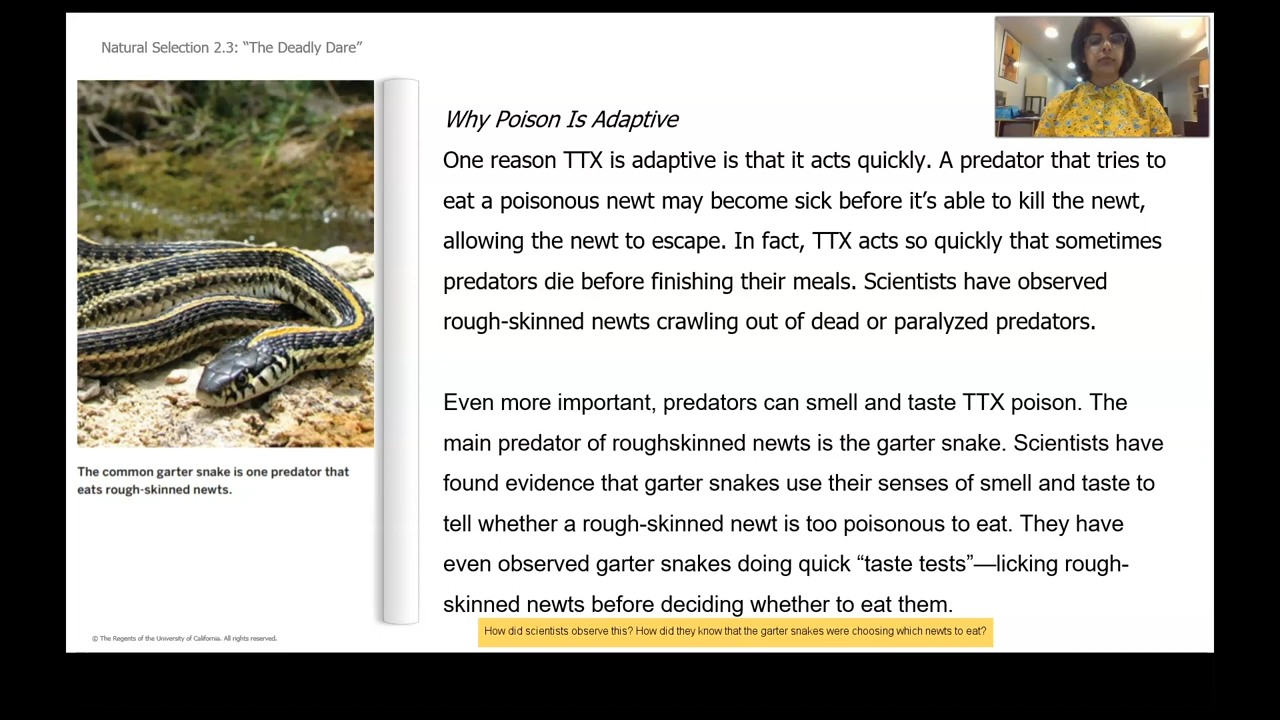 Natural Selection 2.3: “The Deadly Dare”
Why Poison Is Adaptive
One reason TTX is adaptive is that it acts quickly. A predator that tries to
eat a poisonous newt may become sick before it’s able to kill the newt,
allowing the newt to escape. In fact, TTX acts so quickly that sometimes
predators die before finishing their meals. Scientists have observed
rough-skinned newts crawling out of dead or paralyzed predators.
Even more important, predators can smell and taste TTX poison. The
main predator of roughskinned newts is the garter snake. Scientists have
found evidence that garter snakes use their senses of smell and taste to
tell whether a rough-skinned newt is too poisonous to eat. They have
even observed garter snakes doing quick “taste tests”—licking rough-
skinned newts before deciding whether to eat them.
The common garter snake is one predator that
eats rough-skinned newts.
How did scientists observe this? How did they know that the garter snakes were choosing which newts to eat?
© The Regents of the University of California. All rights reserved.